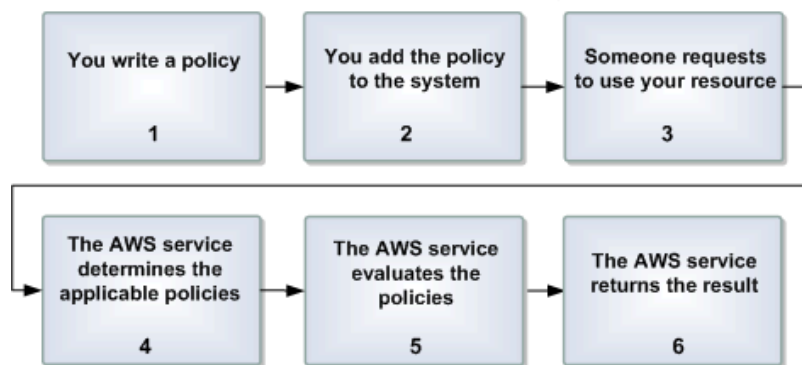 You write a policy
1
You add the policy
to the system
2
Someone requests
to use your resource
3
The AWS service
determines the
applicable policies
4
The AWS service
evaluates the
policies
5
The AWS service
returns the result
6